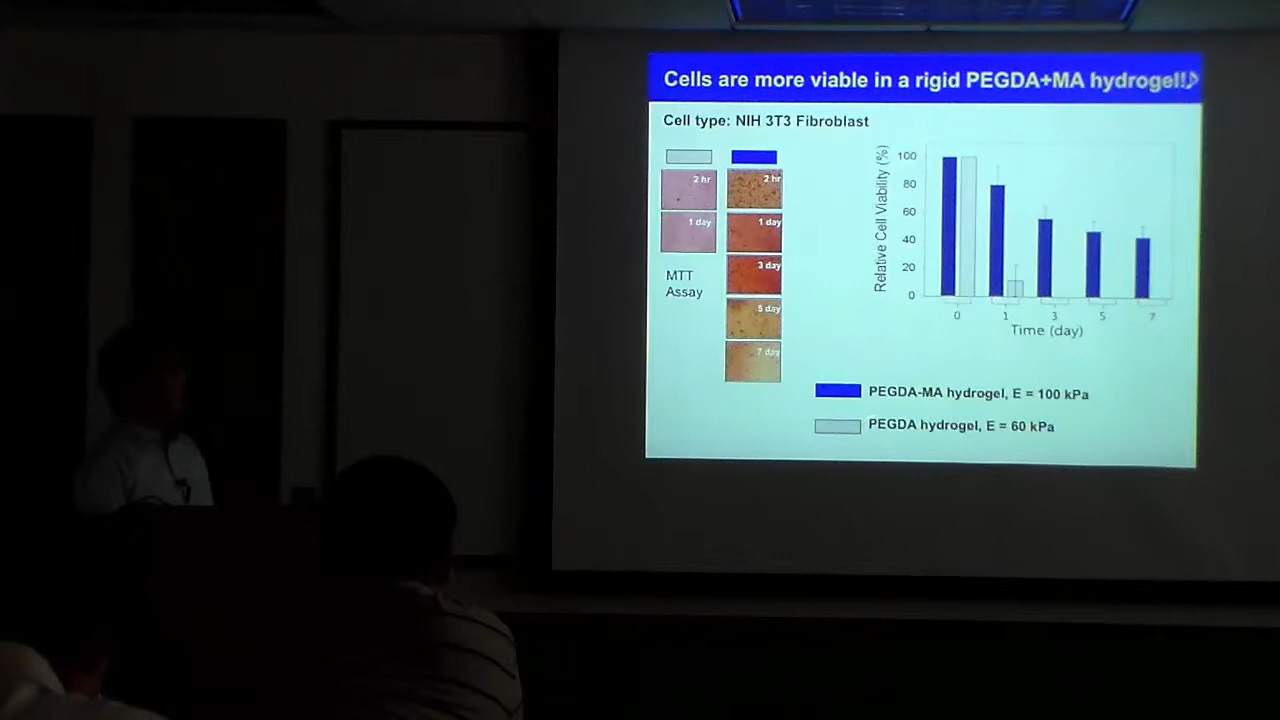 Cells are more viable in a rigid PEGDA+MA hydrogel!
Cell type: NIH 3T3 Fibroblast
2 hr
2 hr
1 day
1 day
3 day
5 day
7 day
MTT
Assay
Relative Cell Viability (%)
100
80
60
40
20
0
0 1 3 5 7
Time (day)
PEGDA-MA hydrogel, E = 100 kPa
PEGDA hydrogel, E = 60 kPa